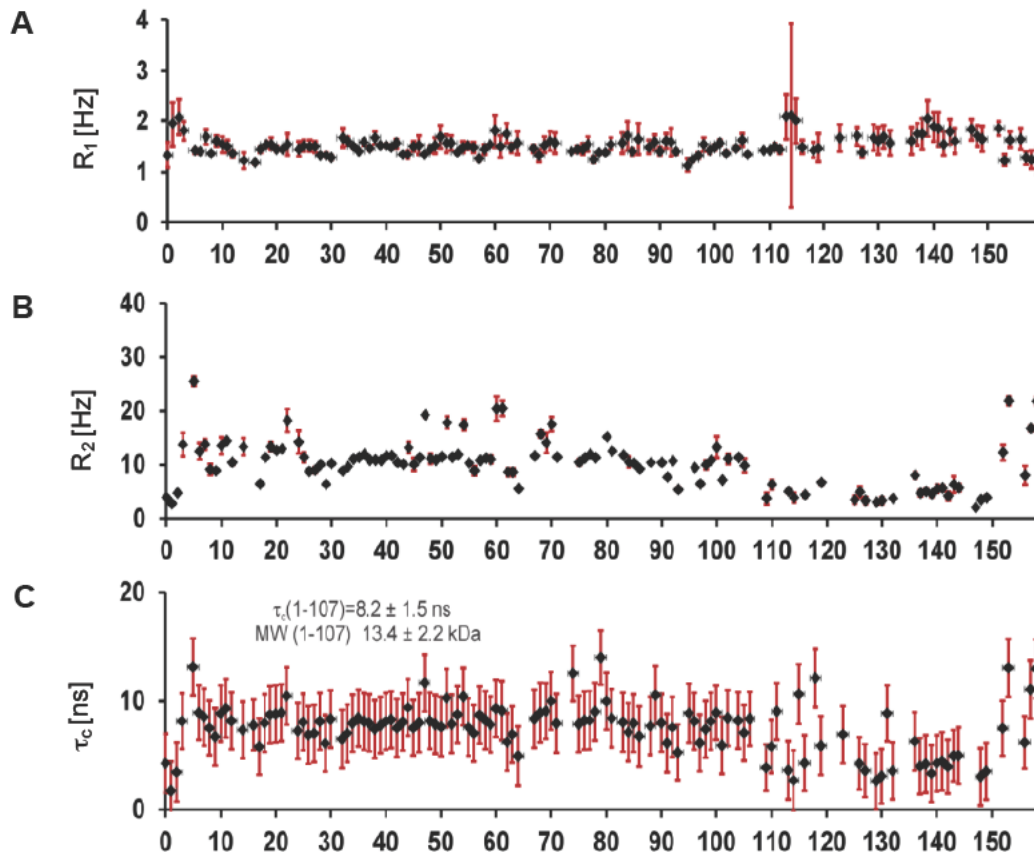 A
R₁ [Hz]
4
3
2
1
0
0 10 20 30 40 50 60 70 80 90 100 110 120 130 140 150
B
R₂ [Hz]
40
30
20
10
0
0 10 20 30 40 50 60 70 80 90 100 110 120 130 140 150
C
τc [ns]
20
10
0
τc(1-107)=8.2 ± 1.5 ns
MW (1-107) 13.4 ± 2.2 kDa
0 10 20 30 40 50 60 70 80 90 100 110 120 130 140 150